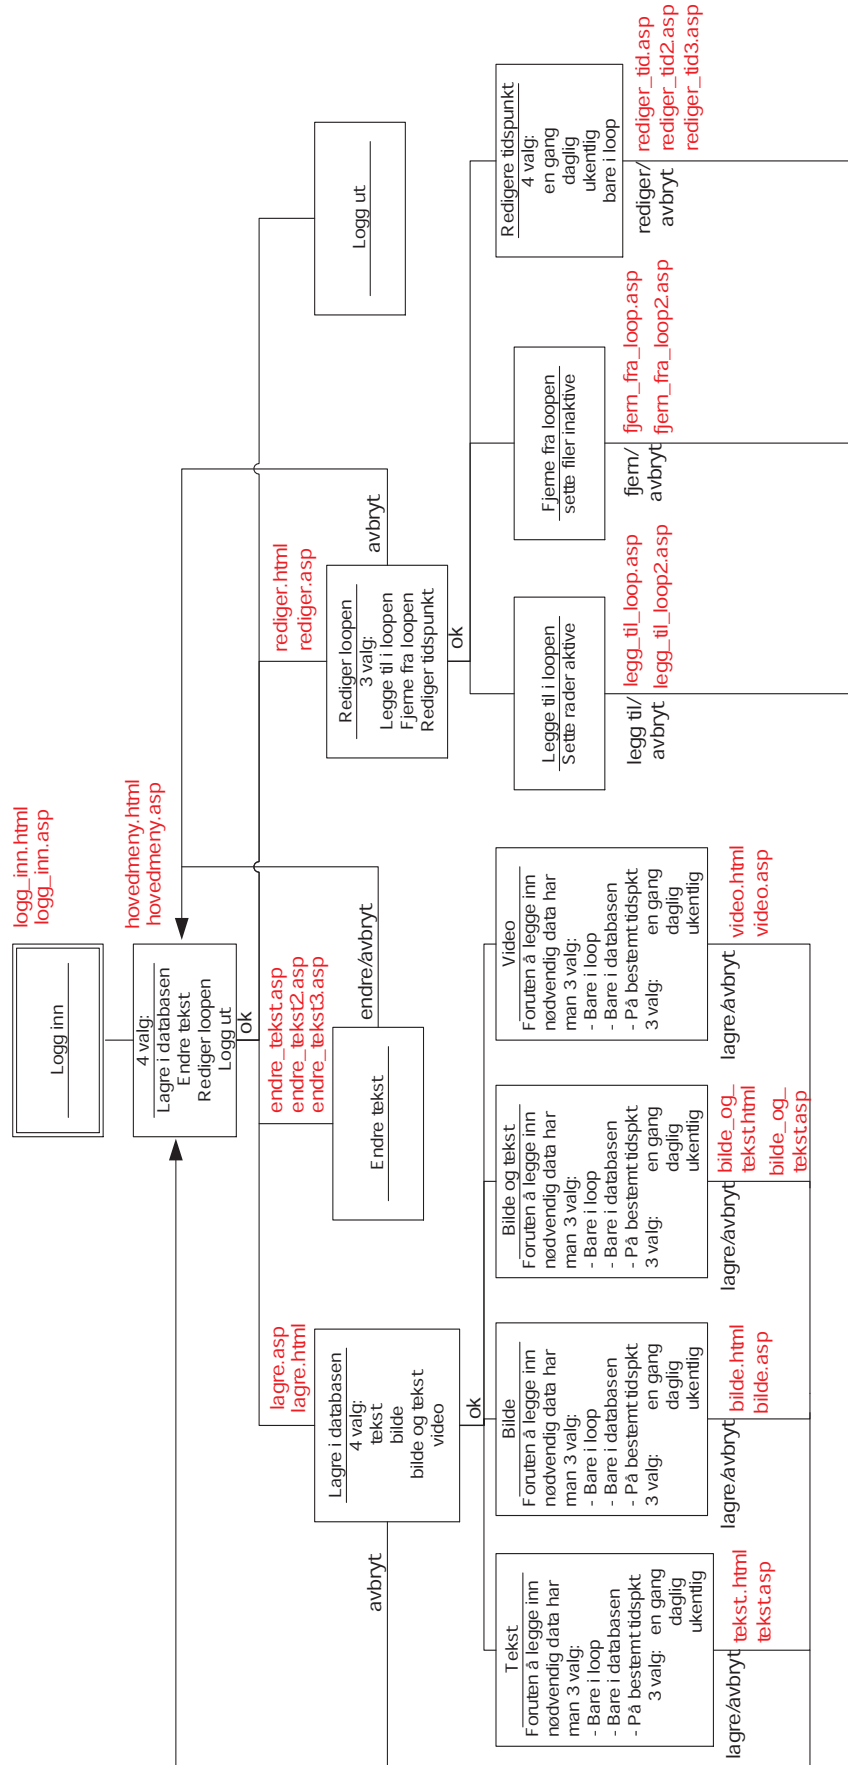 logg_inn.html
logg_inn.asp
Logg inn
hovedmeny.html
hovedmeny.asp
4 valg:
Lagre i databasen
Endre tekst
Rediger loopen
Logg ut
ok
lagre.asp
lagre.html
Lagre i databasen
4 valg:
tekst
bilde
bilde og tekst
video
avbryt
ok
endre_tekst.asp
endre_tekst2.asp
endre_tekst3.asp
Endre tekst
endre/avbryt
rediger.html
rediger.asp
Rediger loopen
3 valg:
Legge til i loopen
Fjerne fra loopen
Rediger tidspunkt
avbryt
ok
Logg ut
Tekst
Foruten å legge inn
nødvendig data har
man 3 valg:
- Bare i loop
- Bare i databasen
- På bestemt tidspkt
3 valg: en gang
daglig
ukentlig
lagre/avbryt
tekst.html
tekst.asp
Bilde
Foruten å legge inn
nødvendig data har
man 3 valg:
- Bare i loop
- Bare i databasen
- På bestemt tidspkt
3 valg: en gang
daglig
ukentlig
lagre/avbryt
bilde.html
bilde.asp
Bilde og tekst
Foruten å legge inn
nødvendig data har
man 3 valg:
- Bare i loop
- Bare i databasen
- På bestemt tidspkt
3 valg: en gang
daglig
ukentlig
lagre/avbryt
bilde_og_
tekst.html
bilde_og_
tekst.asp
Video
Foruten å legge inn
nødvendig data har
man 3 valg:
- Bare i loop
- Bare i databasen
- På bestemt tidspkt
3 valg: en gang
daglig
ukentlig
lagre/avbryt
video.html
video.asp
Legge til i loopen
Sette rader aktive
legg til/
avbryt
legg_til_loop.asp
legg_til_loop2.asp
Fjerne fra loopen
sette filer inaktive
fjern/
avbryt
fjern_fra_loop.asp
fjern_fra_loop2.asp
Redigere tidspunkt
4 valg:
en gang
daglig
ukentlig
bare i loop
rediger/
avbryt
rediger_tid.asp
rediger_tid2.asp
rediger_tid3.asp